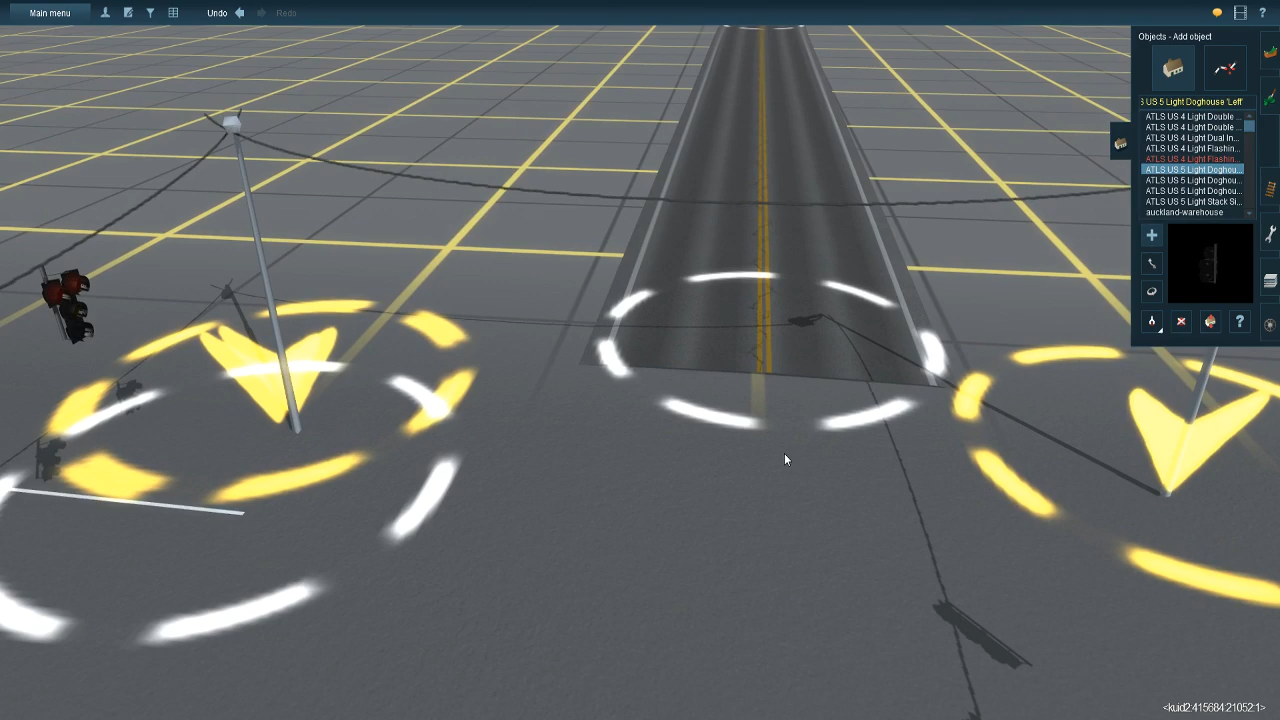 Main menu
Undo
Redo
?
Objects - Add object
US 5 Light Doghouse 'Left'
ATLS US 4 Light Double ...
ATLS US 4 Light Double ...
ATLS US 4 Light Dual In...
ATLS US 4 Light Flashin...
ATLS US 4 Light Flashin...
ATLS US 5 Light Doghou...
ATLS US 5 Light Doghou...
ATLS US 5 Light Doghou...
ATLS US 5 Light Stack Si...
auckland-warehouse
?
<kuid2:415684:21052:1>